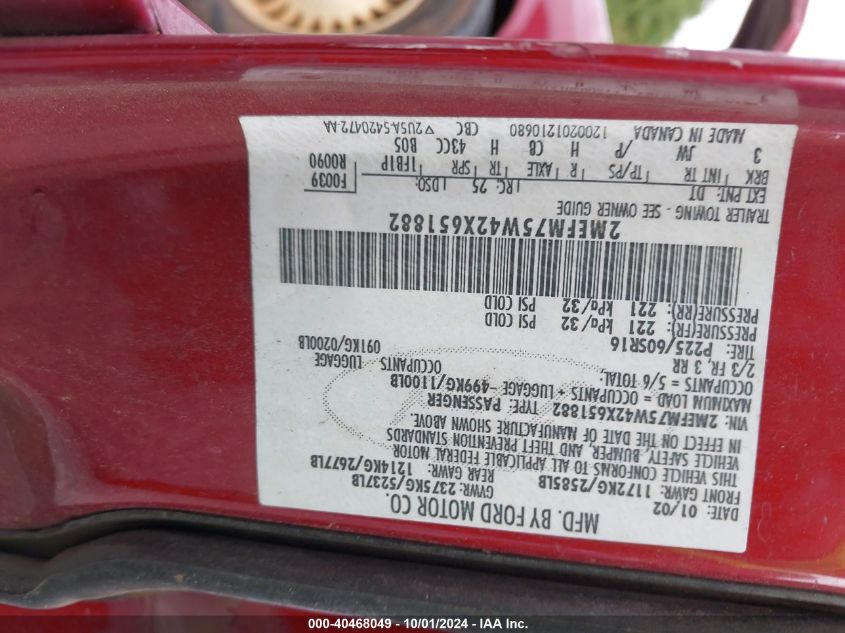 MFD. BY FORD MOTOR CO.
DATE: 01/02 GVWR: 2375KG/5237LB
FRONT GAWR: 1172KG/2585LB REAR GAWR: 1214KG/2677LB
THIS VEHICLE CONFORMS TO ALL APPLICABLE FEDERAL MOTOR
VEHICLE SAFETY, BUMPER, AND THEFT PREVENTION STANDARDS
IN EFFECT ON THE DATE OF MANUFACTURE SHOWN ABOVE.
VIN: 2MEFM75W42X651882 TYPE: PASSENGER
MAXIMUM LOAD = OCCUPANTS + LUGGAGE -499KG/1100LB
OCCUPANTS = 5/6 TOTAL: OCCUPANTS LUGGAGE
2/3 FR, 3 RR 091KG/0200LB
TIRE: P225/60SR16
PRESSURE(FR): 221 kPa/32 PSI COLD
PRESSURE(RR): 221 kPa/32 PSI COLD
2MEFM75W42X651882
TRAILER TOWING - SEE OWNER GUIDE
EXT PNT: DT RC: 25 DSO: F0039
BRK INT TR TP/PS R AXLE TR SPR 1FB1P R0090
3 JW /P H CB H 43CC B05
MADE IN CANADA 1200201210680 CBC ▽2U5A-5420472-AA
000-40468049 - 10/01/2024 - IAA Inc.